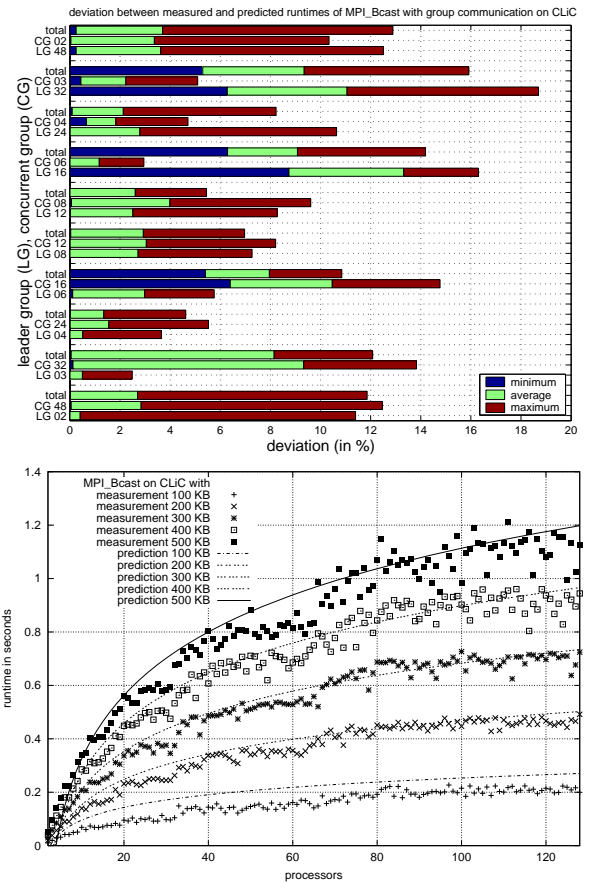 deviation between measured and predicted runtimes of MPI_Bcast with group communication on CLiC
leader group (LG), concurrent group (CG)
total
CG 02
LG 48
total
CG 03
LG 32
total
CG 04
LG 24
total
CG 06
LG 16
total
CG 08
LG 12
total
CG 12
LG 08
total
CG 16
LG 06
total
CG 24
LG 04
total
CG 32
LG 03
total
CG 48
LG 02
minimum
average
maximum
0 2 4 6 8 10 12 14 16 18 20
deviation (in %)
MPI_Bcast on CLiC with
measurement 100 KB
measurement 200 KB
measurement 300 KB
measurement 400 KB
measurement 500 KB
prediction 100 KB
prediction 200 KB
prediction 300 KB
prediction 400 KB
prediction 500 KB
runtime in seconds
1.4
1.2
1
0.8
0.6
0.4
0.2
0
20 40 60 80 100 120
processors